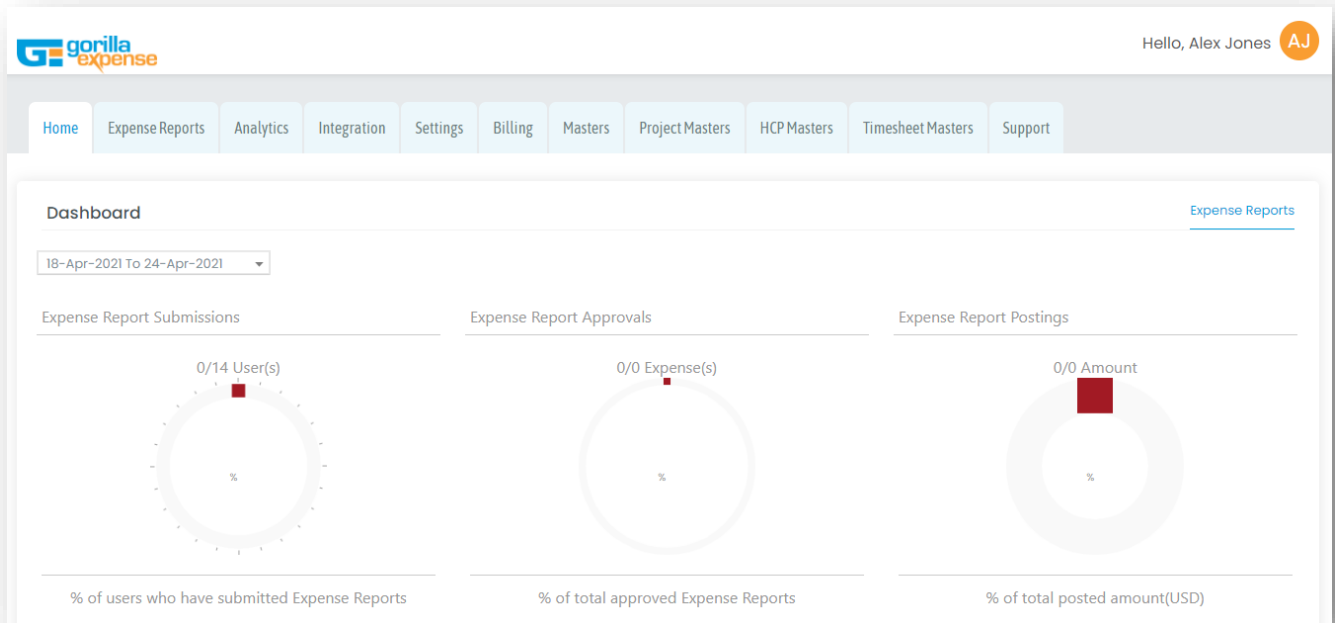 GE gorilla
expense
Hello, Alex Jones AJ
Home Expense Reports Analytics Integration Settings Billing Masters Project Masters HCP Masters Timesheet Masters Support
Dashboard Expense Reports
18-Apr-2021 To 24-Apr-2021
Expense Report Submissions Expense Report Approvals Expense Report Postings
0/14 User(s) 0/0 Expense(s) 0/0 Amount
% % %
% of users who have submitted Expense Reports % of total approved Expense Reports % of total posted amount(USD)